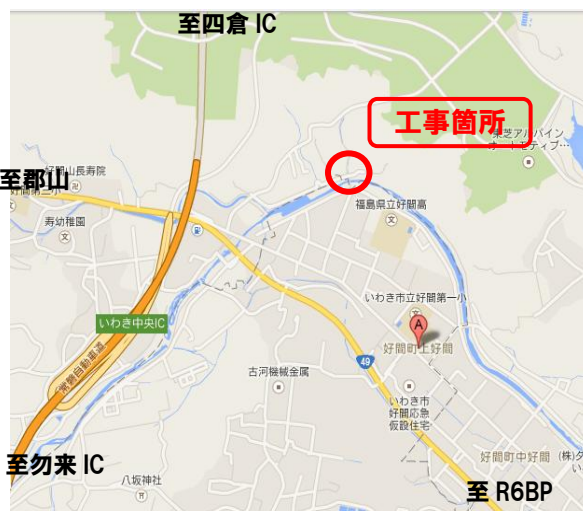 至四倉 IC
工事箇所
東芝アルパイン
オートモティブ…
好間山長寿院
至郡山
寿幼稚園
福島県立好間高
いわき市立好間第一小
いわき中央IC
A
好間町上好間
49
常磐自動車道
古河機械金属
いわき市
好間応急
仮設住宅
好間町中好間
至勿来 IC
八坂神社
至 R6BP